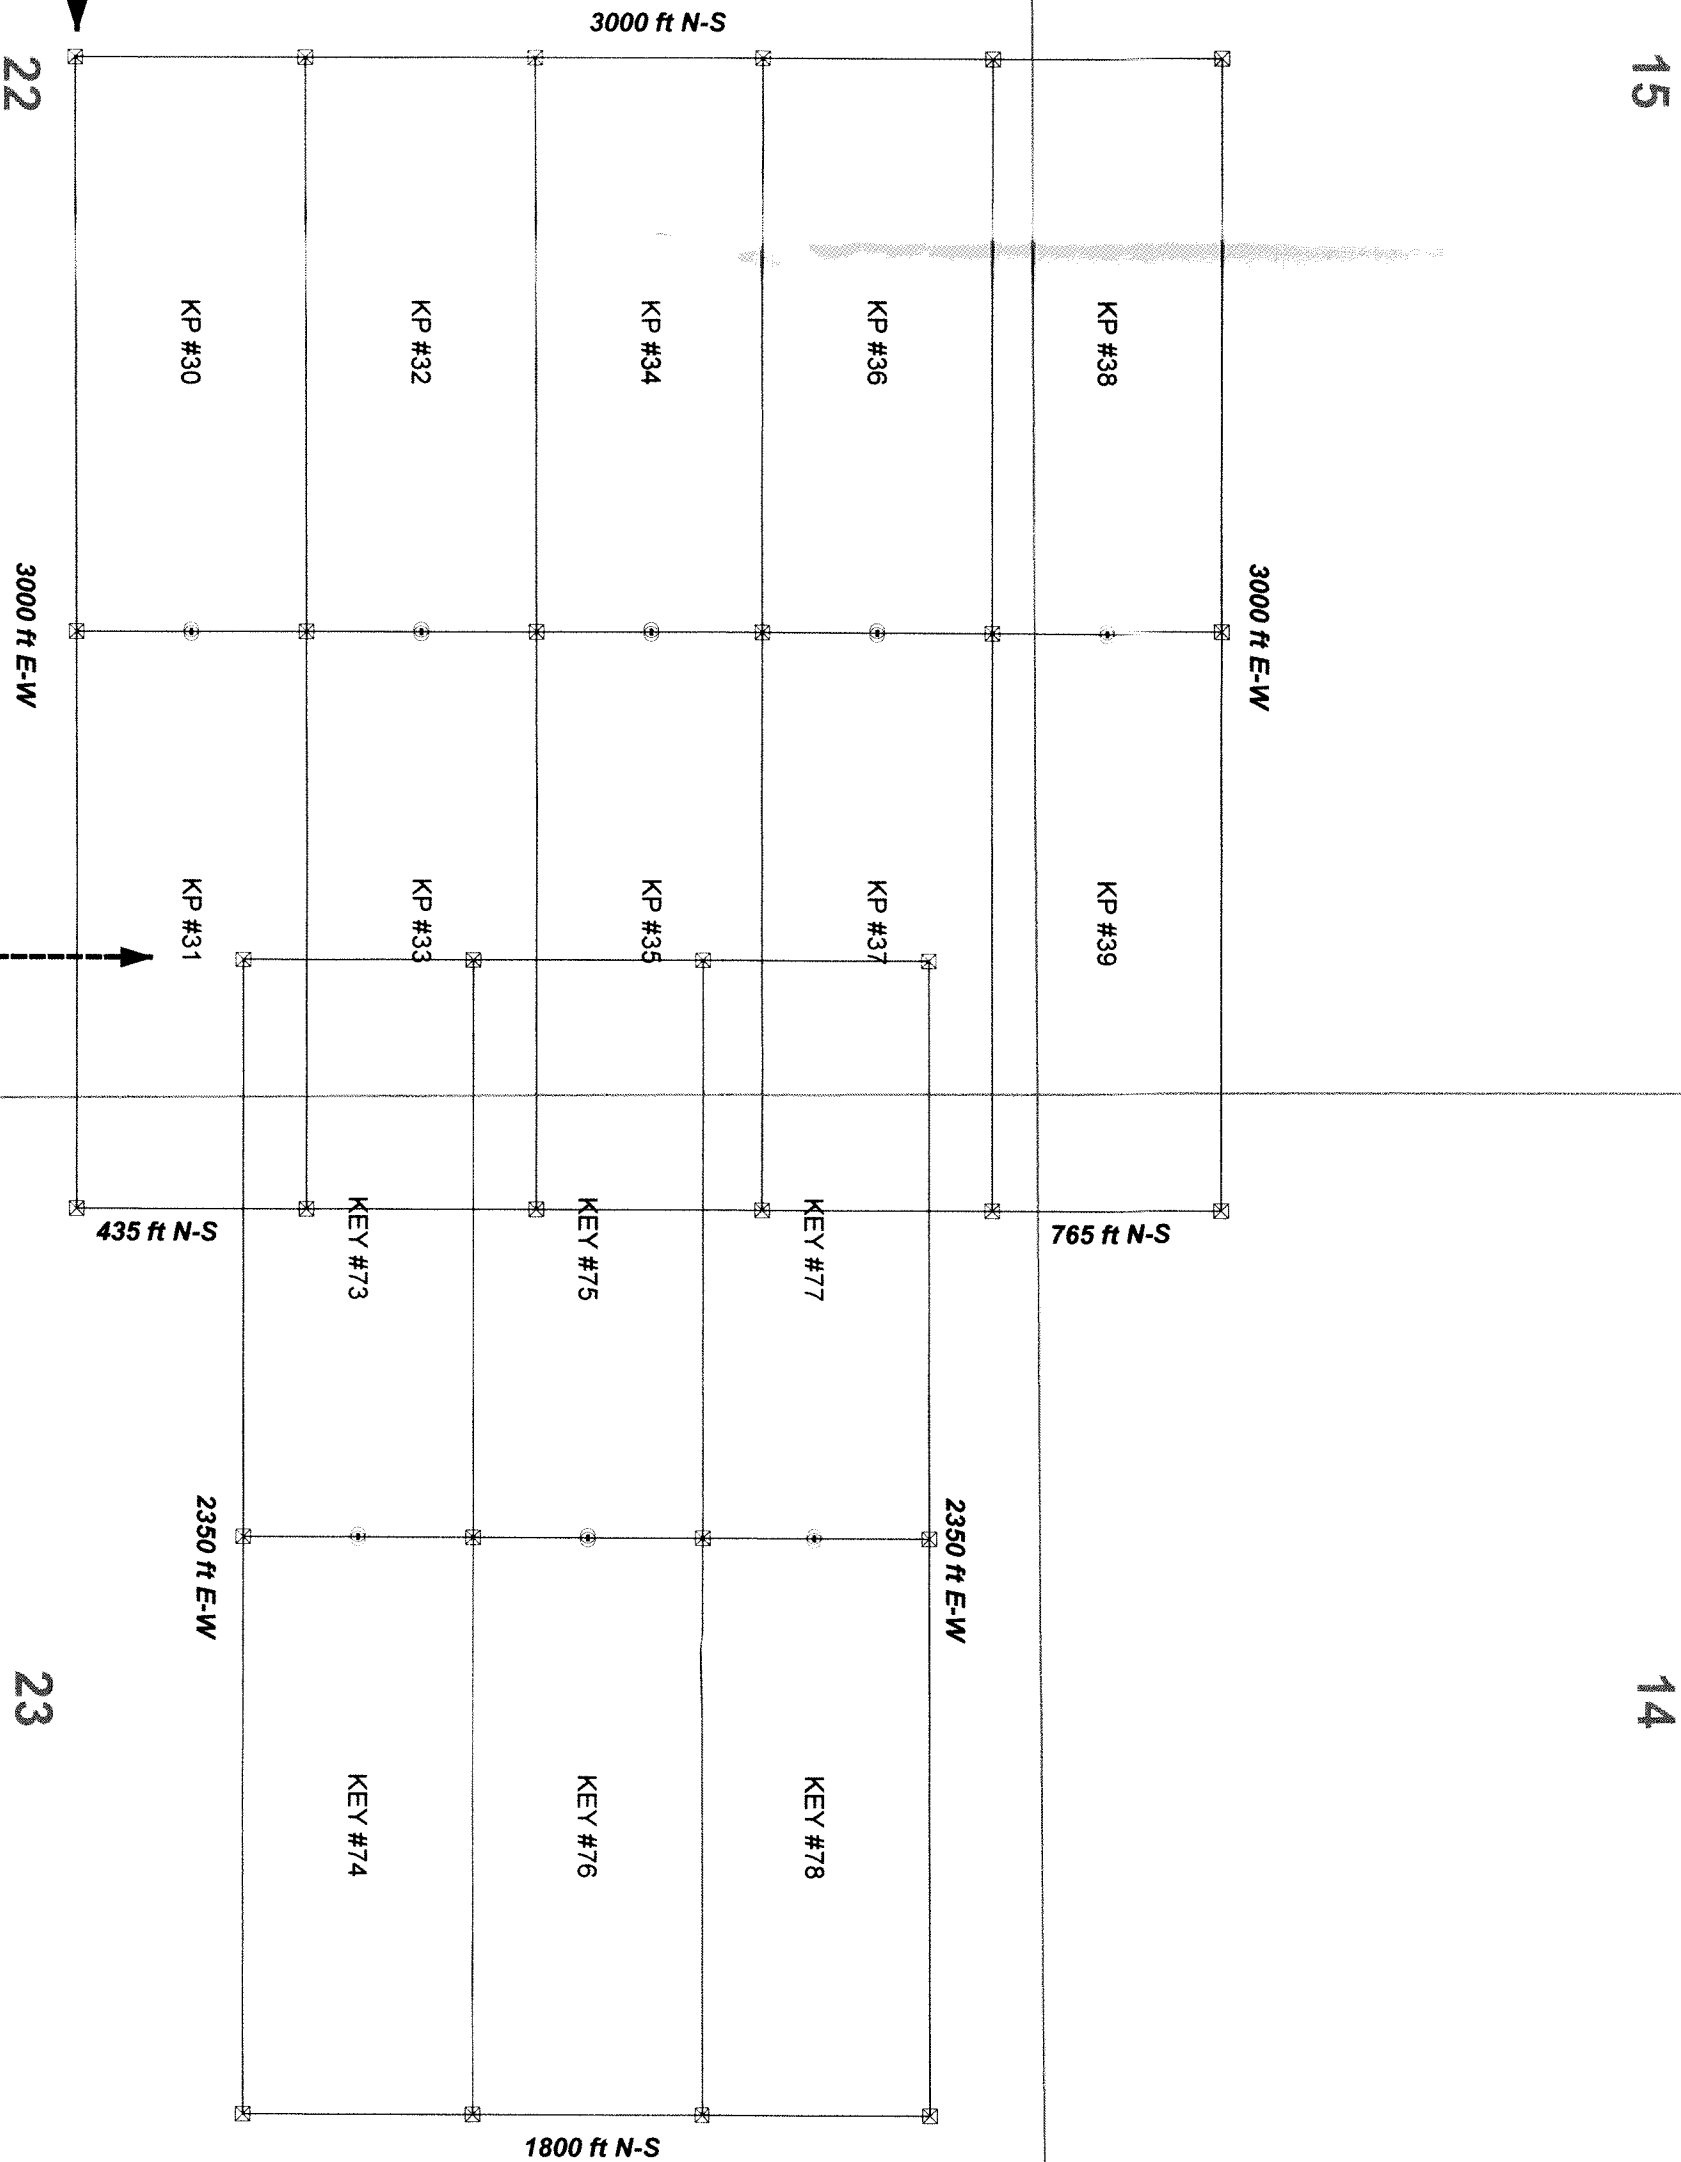 3000 ft N-S
15
22
KP #30
KP #32
KP #34
KP #36
KP #38
3000 ft E-W
3000 ft E-W
KP #31
KP #33
KP #35
KP #37
KP #39
435 ft N-S
765 ft N-S
KEY #73
KEY #75
KEY #77
2350 ft E-W
2350 ft E-W
23
14
KEY #74
KEY #76
KEY #78
1800 ft N-S